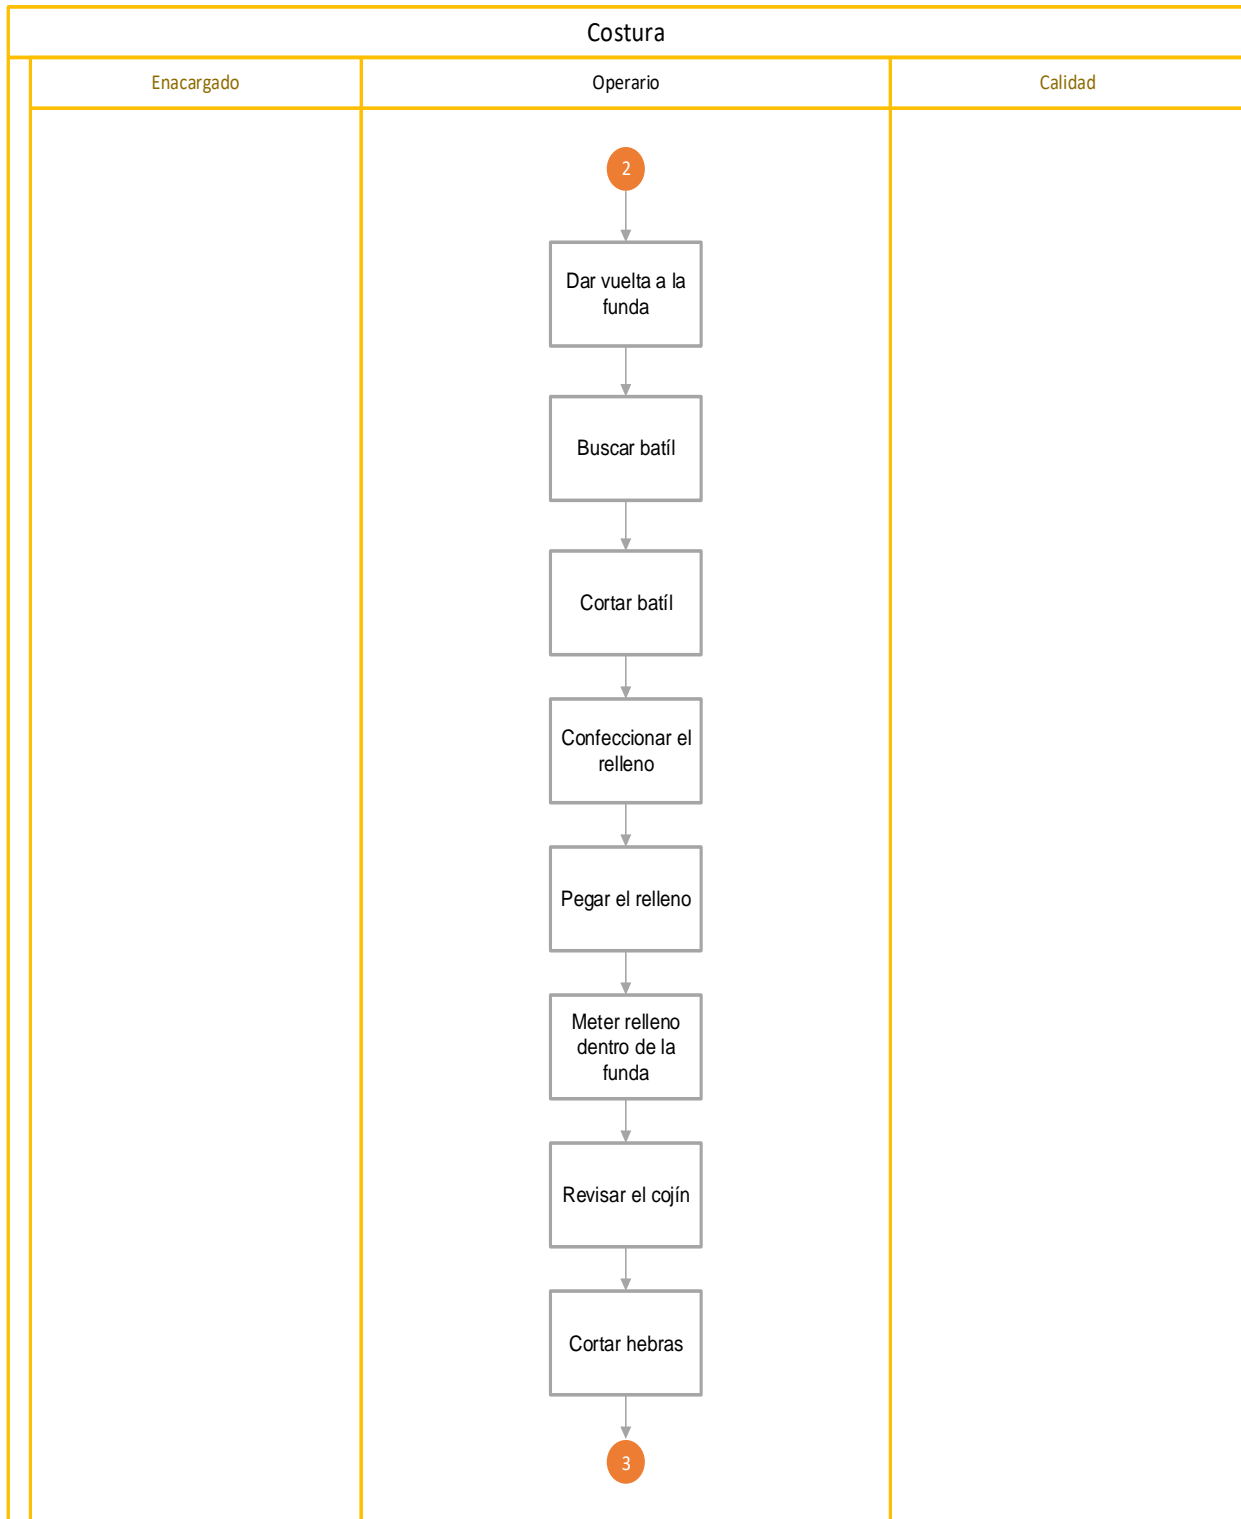 Costura
Enacargado
Operario
Calidad
2
Dar vuelta a la
funda
Buscar batíl
Cortar batíl
Confeccionar el
relleno
Pegar el relleno
Meter relleno
dentro de la
funda
Revisar el cojín
Cortar hebras
3